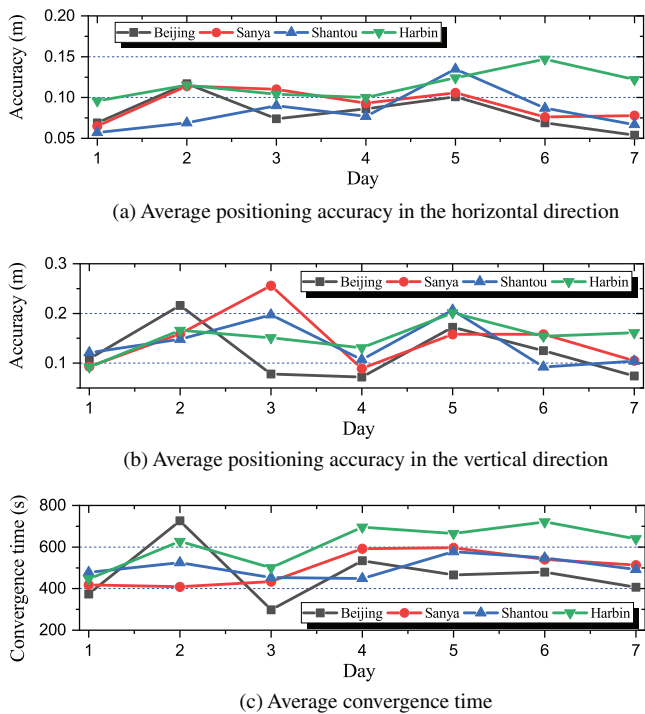 Accuracy (m)
0.20
0.15
0.10
0.05
Beijing Sanya Shantou Harbin
1 2 3 4 5 6 7
Day
(a) Average positioning accuracy in the horizontal direction
Accuracy (m)
0.3
0.2
0.1
Beijing Sanya Shantou Harbin
1 2 3 4 5 6 7
Day
(b) Average positioning accuracy in the vertical direction
Convergence time (s)
800
600
400
200
Beijing Sanya Shantou Harbin
1 2 3 4 5 6 7
Day
(c) Average convergence time